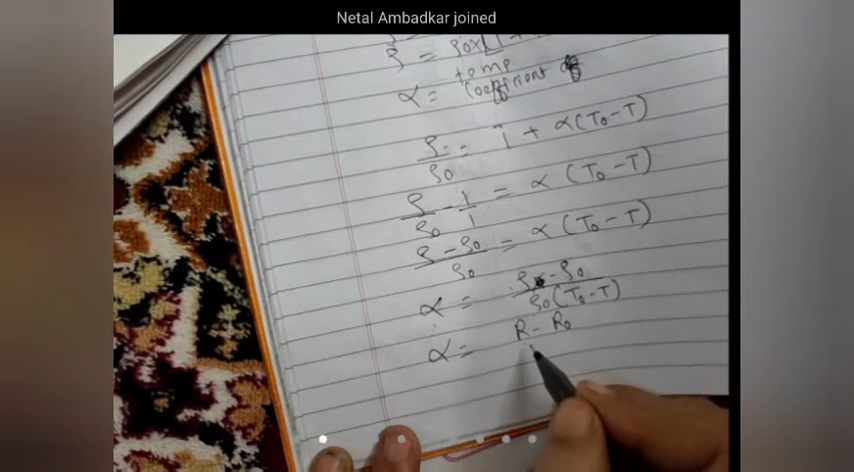 Netal Ambadkar joined
ρ = ρ0 x [1 +
α = temp. coefficient of
ρ/ρ0 = 1 + α(T0 - T)
ρ/ρ0 - 1/1 = α (T0 - T)
ρ - ρ0/ρ0 = α (T0 - T)
α = ρ - ρ0/ρ0(T0 - T)
α = R - R0